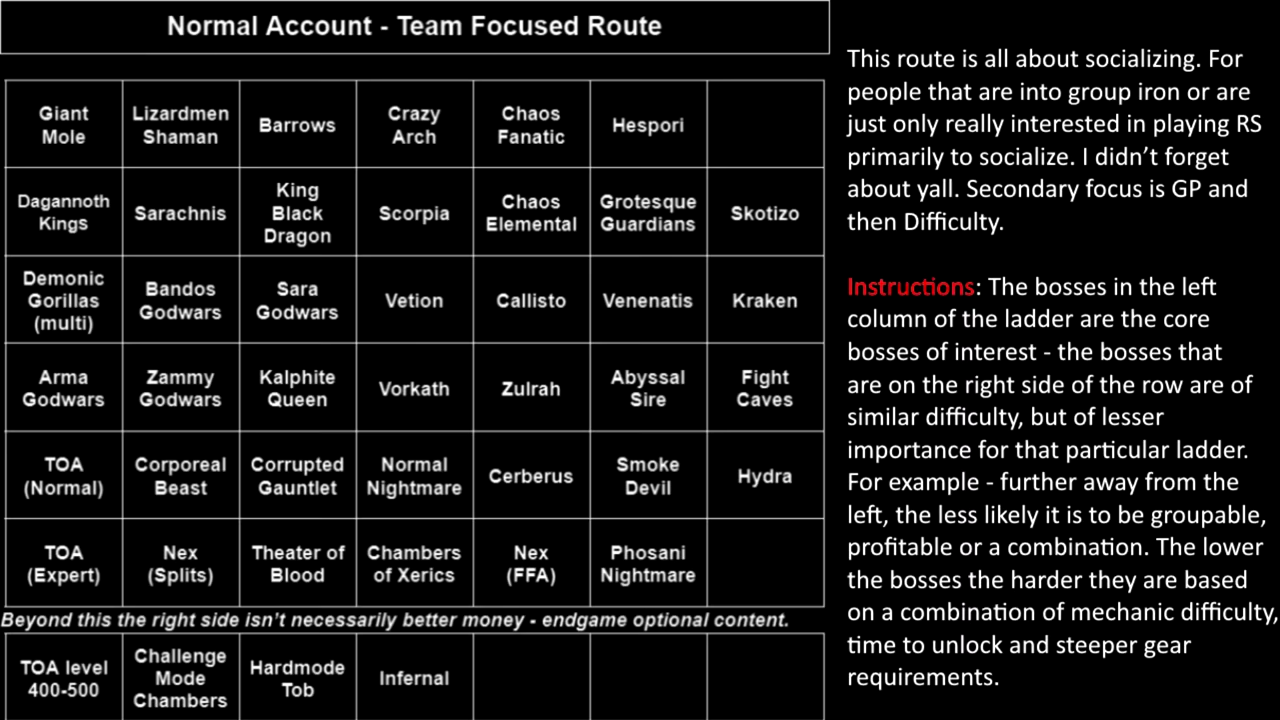 Normal Account - Team Focused Route
Giant Mole
Lizardmen Shaman
Barrows
Crazy Arch
Chaos Fanatic
Hespori
Dagannoth Kings
Sarachnis
King Black Dragon
Scorpia
Chaos Elemental
Grotesque Guardians
Skotizo
Demonic Gorillas (multi)
Bandos Godwars
Sara Godwars
Vetion
Callisto
Venenatis
Kraken
Arma Godwars
Zammy Godwars
Kalphite Queen
Vorkath
Zulrah
Abyssal Sire
Fight Caves
TOA (Normal)
Corporeal Beast
Corrupted Gauntlet
Normal Nightmare
Cerberus
Smoke Devil
Hydra
TOA (Expert)
Nex (Splits)
Theater of Blood
Chambers of Xerics
Nex (FFA)
Phosani Nightmare
Beyond this the right side isn't necessarily better money - endgame optional content.
TOA level 400-500
Challenge Mode Chambers
Hardmode Tob
Infernal
This route is all about socializing. For
people that are into group iron or are
just only really interested in playing RS
primarily to socialize. I didn't forget
about yall. Secondary focus is GP and
then Difficulty.
Instructions: The bosses in the left
column of the ladder are the core
bosses of interest - the bosses that
are on the right side of the row are of
similar difficulty, but of lesser
importance for that particular ladder.
For example - further away from the
left, the less likely it is to be groupable,
profitable or a combination. The lower
the bosses the harder they are based
on a combination of mechanic difficulty,
time to unlock and steeper gear
requirements.